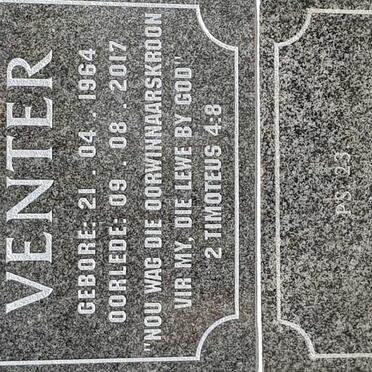 VENTER
GEBORE: 21 . 04 . 1964
OORLEDE: 09 . 08 . 2017
"NOU WAG DIE OORWINNAARSKROON
VIR MY, DIE LEWE BY GOD"
2 TIMOTEUS 4:8
PS 23